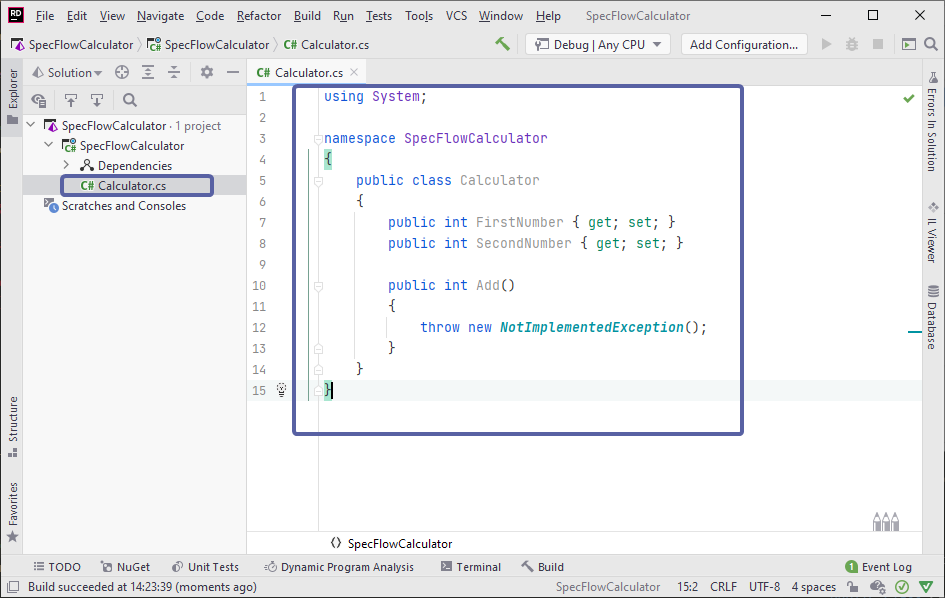 RD File Edit View Navigate Code Refactor Build Run Tests Tools VCS Window Help SpecFlowCalculator
SpecFlowCalculator SpecFlowCalculator C# Calculator.cs Debug | Any CPU Add Configuration...
Explorer
Solution
C# Calculator.cs
SpecFlowCalculator · 1 project
SpecFlowCalculator
Dependencies
C# Calculator.cs
Scratches and Consoles
1 using System;
2
3 namespace SpecFlowCalculator
4 {
5 public class Calculator
6 {
7 public int FirstNumber { get; set; }
8 public int SecondNumber { get; set; }
9
10 public int Add()
11 {
12 throw new NotImplementedException();
13 }
14 }
15 }
Errors In Solution
IL Viewer
Database
Structure
Favorites
SpecFlowCalculator
TODO NuGet Unit Tests Dynamic Program Analysis Terminal Build 1 Event Log
Build succeeded at 14:23:39 (moments ago) SpecFlowCalculator 15:2 CRLF UTF-8 4 spaces